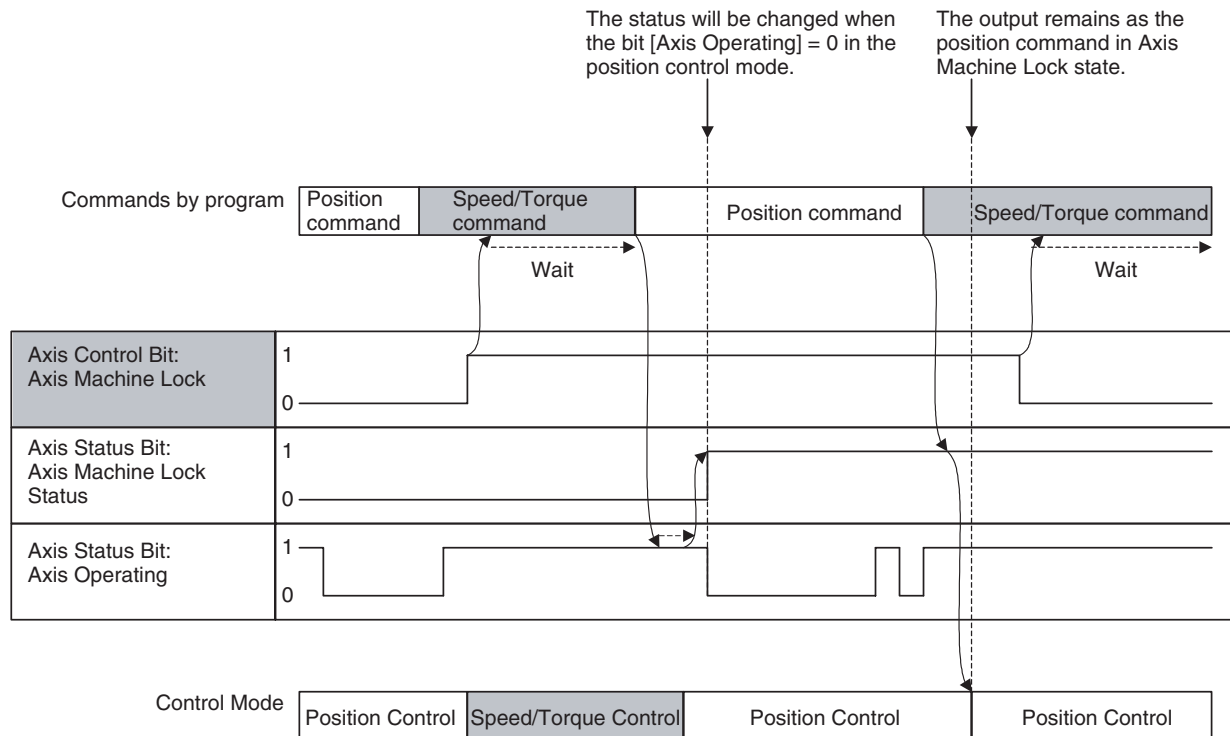 The status will be changed when
the bit [Axis Operating] = 0 in the
position control mode.
The output remains as the
position command in Axis
Machine Lock state.
Commands by program
Position
command
Speed/Torque
command
Position command
Speed/Torque command
Wait
Wait
Axis Control Bit:
Axis Machine Lock
1
0
Axis Status Bit:
Axis Machine Lock
Status
1
0
Axis Status Bit:
Axis Operating
1
0
Control Mode
Position Control
Speed/Torque Control
Position Control
Position Control